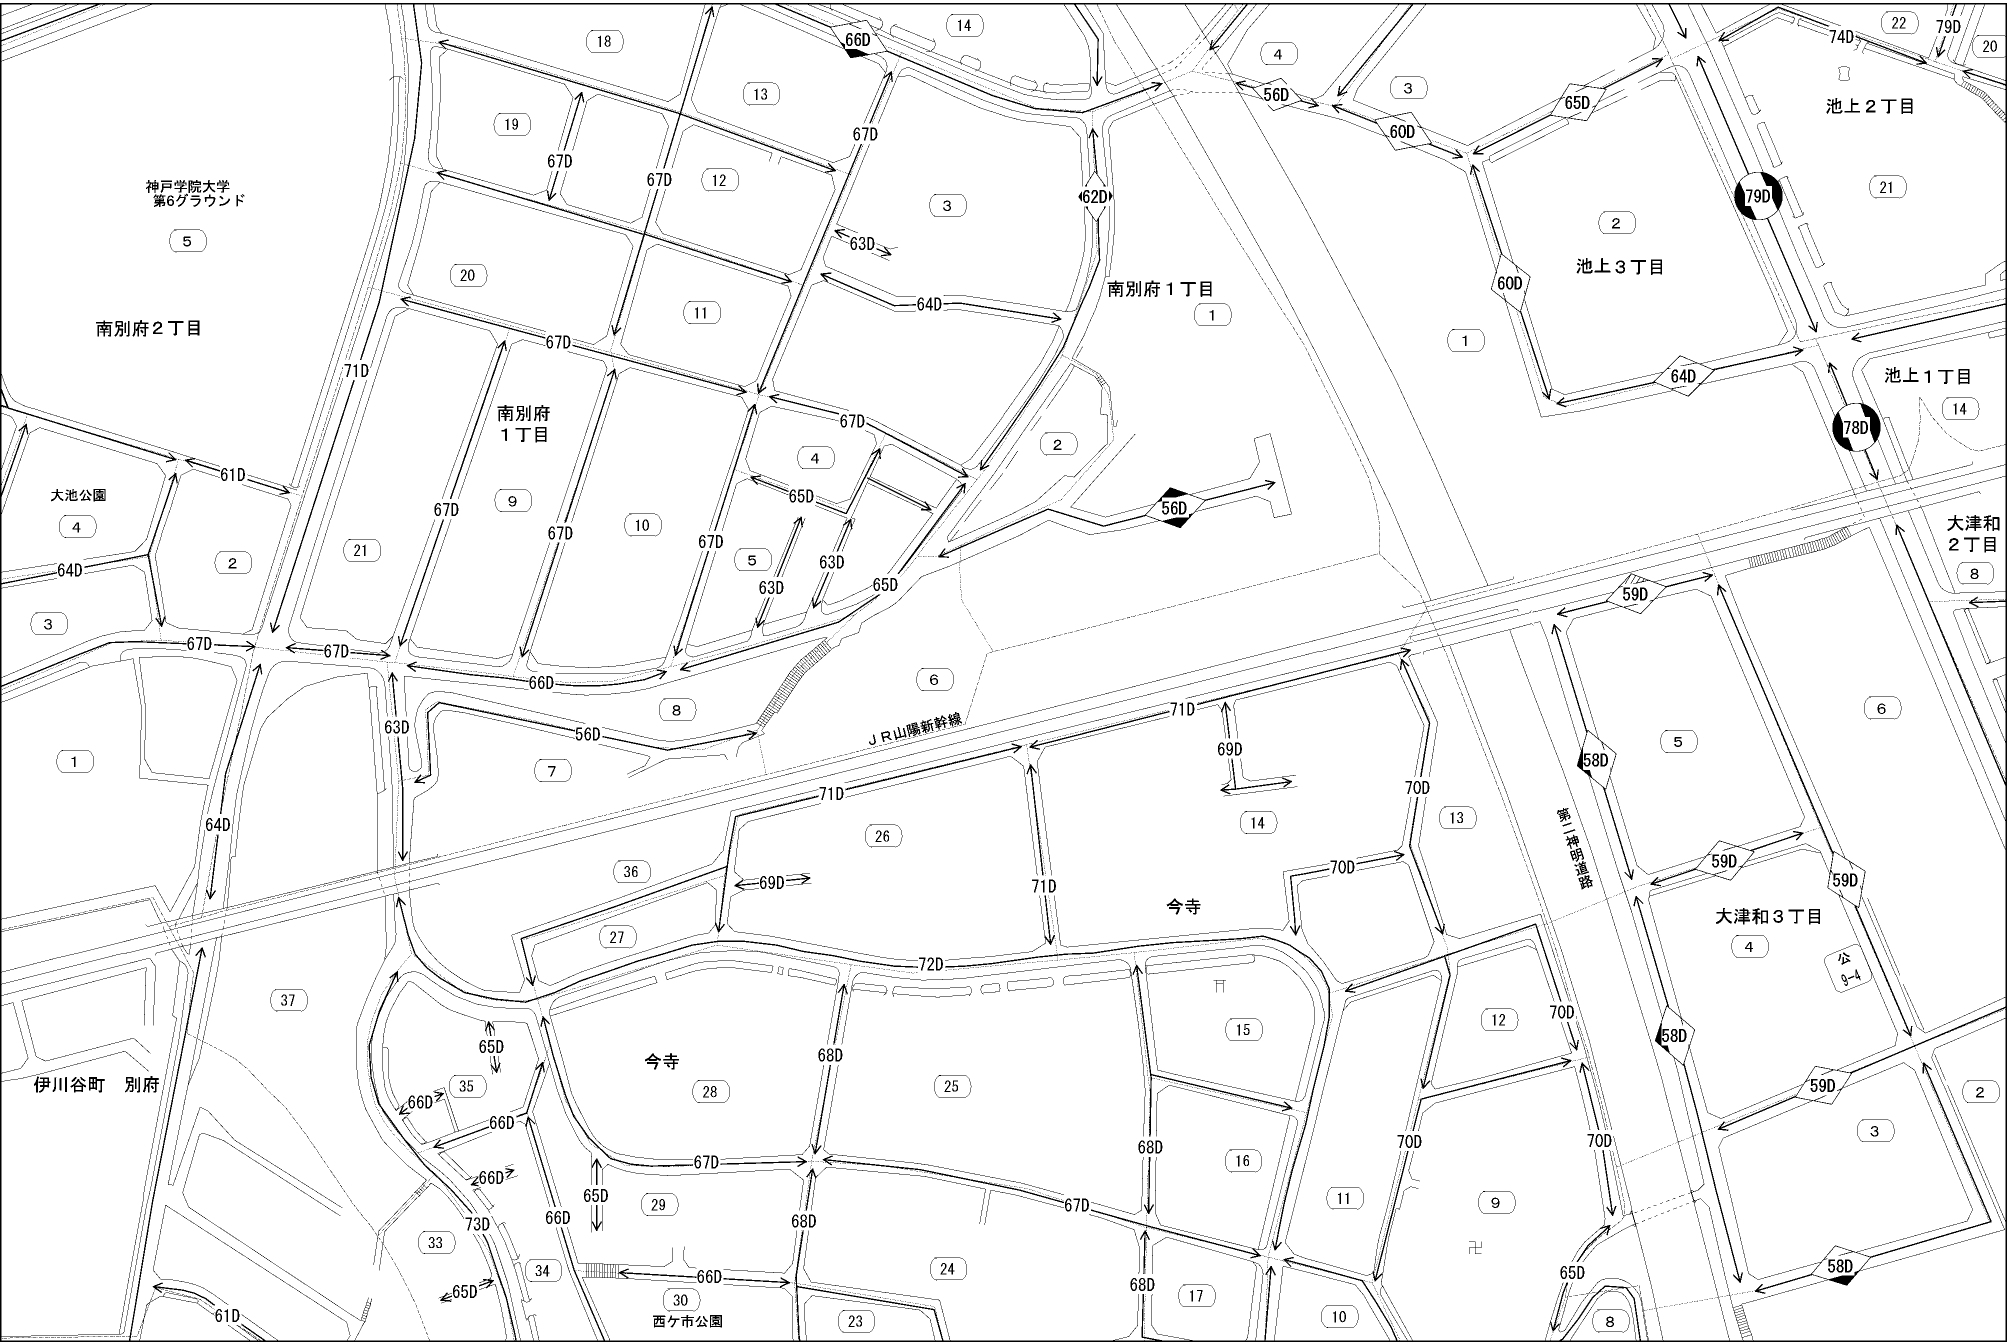 66D
14
22
79D
18
74D
20
4
56D
3
65D
13
60D
池上２丁目
19
67D
67D
12
67D
21
神戸学院大学
第6グラウンド
62D
79D
3
2
5
63D
池上３丁目
20
60D
南別府１丁目
64D
11
1
南別府２丁目
67D
1
71D
64D
池上１丁目
14
南別府
１丁目
67D
78D
2
4
61D
大池公園
65D
9
67D
56D
4
10
67D
大津和
２丁目
21
5
2
63D
63D
65D
8
64D
59D
3
67D
67D
66D
6
8
6
63D
56D
ＪＲ山陽新幹線
71D
5
1
7
69D
58D
71D
70D
14
13
64D
26
第二神明道路
36
69D
71D
70D
59D
59D
今寺
大津和３丁目
27
4
72D
公
9-4
37
15
12
70D
58D
65D
68D
今寺
伊川谷町　別府
35
28
25
59D
2
66D
66D
3
70D
70D
68D
67D
16
66D
65D
11
9
29
67D
73D
66D
68D
33
34
24
66D
65D
65D
58D
68D
30
17
61D
西ケ市公園
23
10
8
20